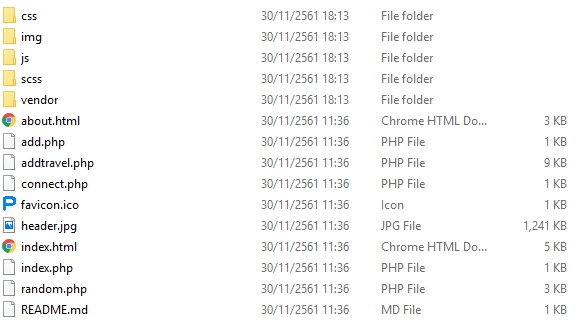 css 30/11/2561 18:13 File folder
img 30/11/2561 18:13 File folder
js 30/11/2561 18:13 File folder
scss 30/11/2561 18:13 File folder
vendor 30/11/2561 18:13 File folder
about.html 30/11/2561 11:36 Chrome HTML Do... 3 KB
add.php 30/11/2561 11:36 PHP File 1 KB
addtravel.php 30/11/2561 11:36 PHP File 9 KB
connect.php 30/11/2561 11:36 PHP File 1 KB
favicon.ico 30/11/2561 11:36 Icon 1 KB
header.jpg 30/11/2561 11:36 JPG File 1,241 KB
index.html 30/11/2561 11:36 Chrome HTML Do... 5 KB
index.php 30/11/2561 11:36 PHP File 1 KB
random.php 30/11/2561 11:36 PHP File 3 KB
README.md 30/11/2561 11:36 MD File 1 KB